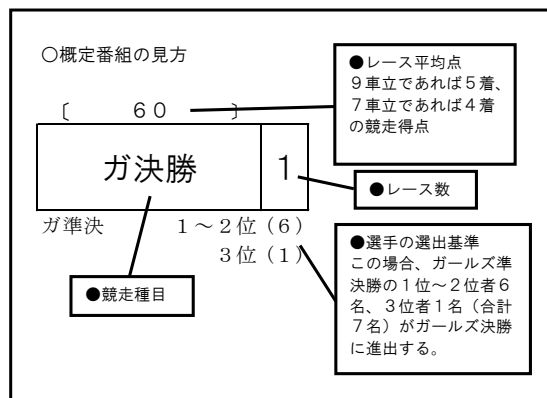 〇概定番組の見方
●レース平均点
９車立であれば５着、
７車立であれば４着
の競走得点
〔　　６０　　〕
ガ決勝　1
●レース数
ガ準決　１～２位（６）
３位（１）
●競走種目
●選手の選出基準
この場合、ガールズ準
決勝の１位～２位者６
名、３位者１名（合計
７名）がガールズ決勝
に進出する。